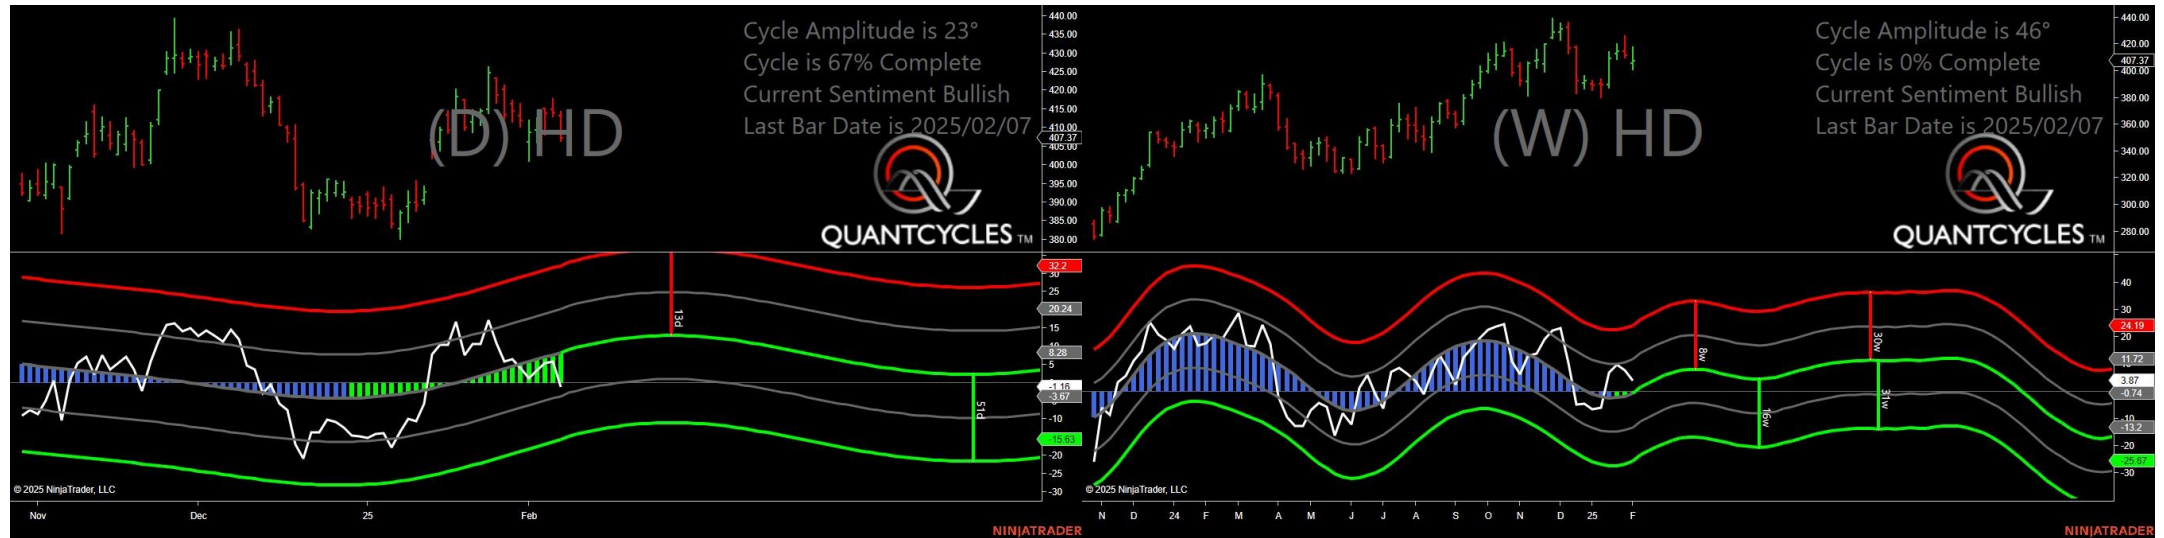 Cycle Amplitude is 23°
Cycle is 67% Complete
Current Sentiment Bullish
Last Bar Date is 2025/02/07
(D) HD
QUANTCYCLES TM
440.00
435.00
430.00
425.00
420.00
415.00
410.00
407.37
405.00
400.00
395.00
390.00
385.00
380.00
32.2
30
25
20.24
15
10
8.28
5
-1.16
-3.67
-10
-15.63
-20
-25
-30
13d
51d
© 2025 NinjaTrader, LLC
Nov Dec 25 Feb
NINJATRADER
Cycle Amplitude is 46°
Cycle is 0% Complete
Current Sentiment Bullish
Last Bar Date is 2025/02/07
(W) HD
QUANTCYCLES TM
440.00
420.00
407.37
400.00
380.00
360.00
340.00
320.00
300.00
280.00
40
30
24.19
20
11.72
3.87
-0.74
-10
-13.2
-20
-25.67
-30
8w
16w
30w
31w
© 2025 NinjaTrader, LLC
N D 24 F M A M J J A S O N D 25 F
NINJATRADER